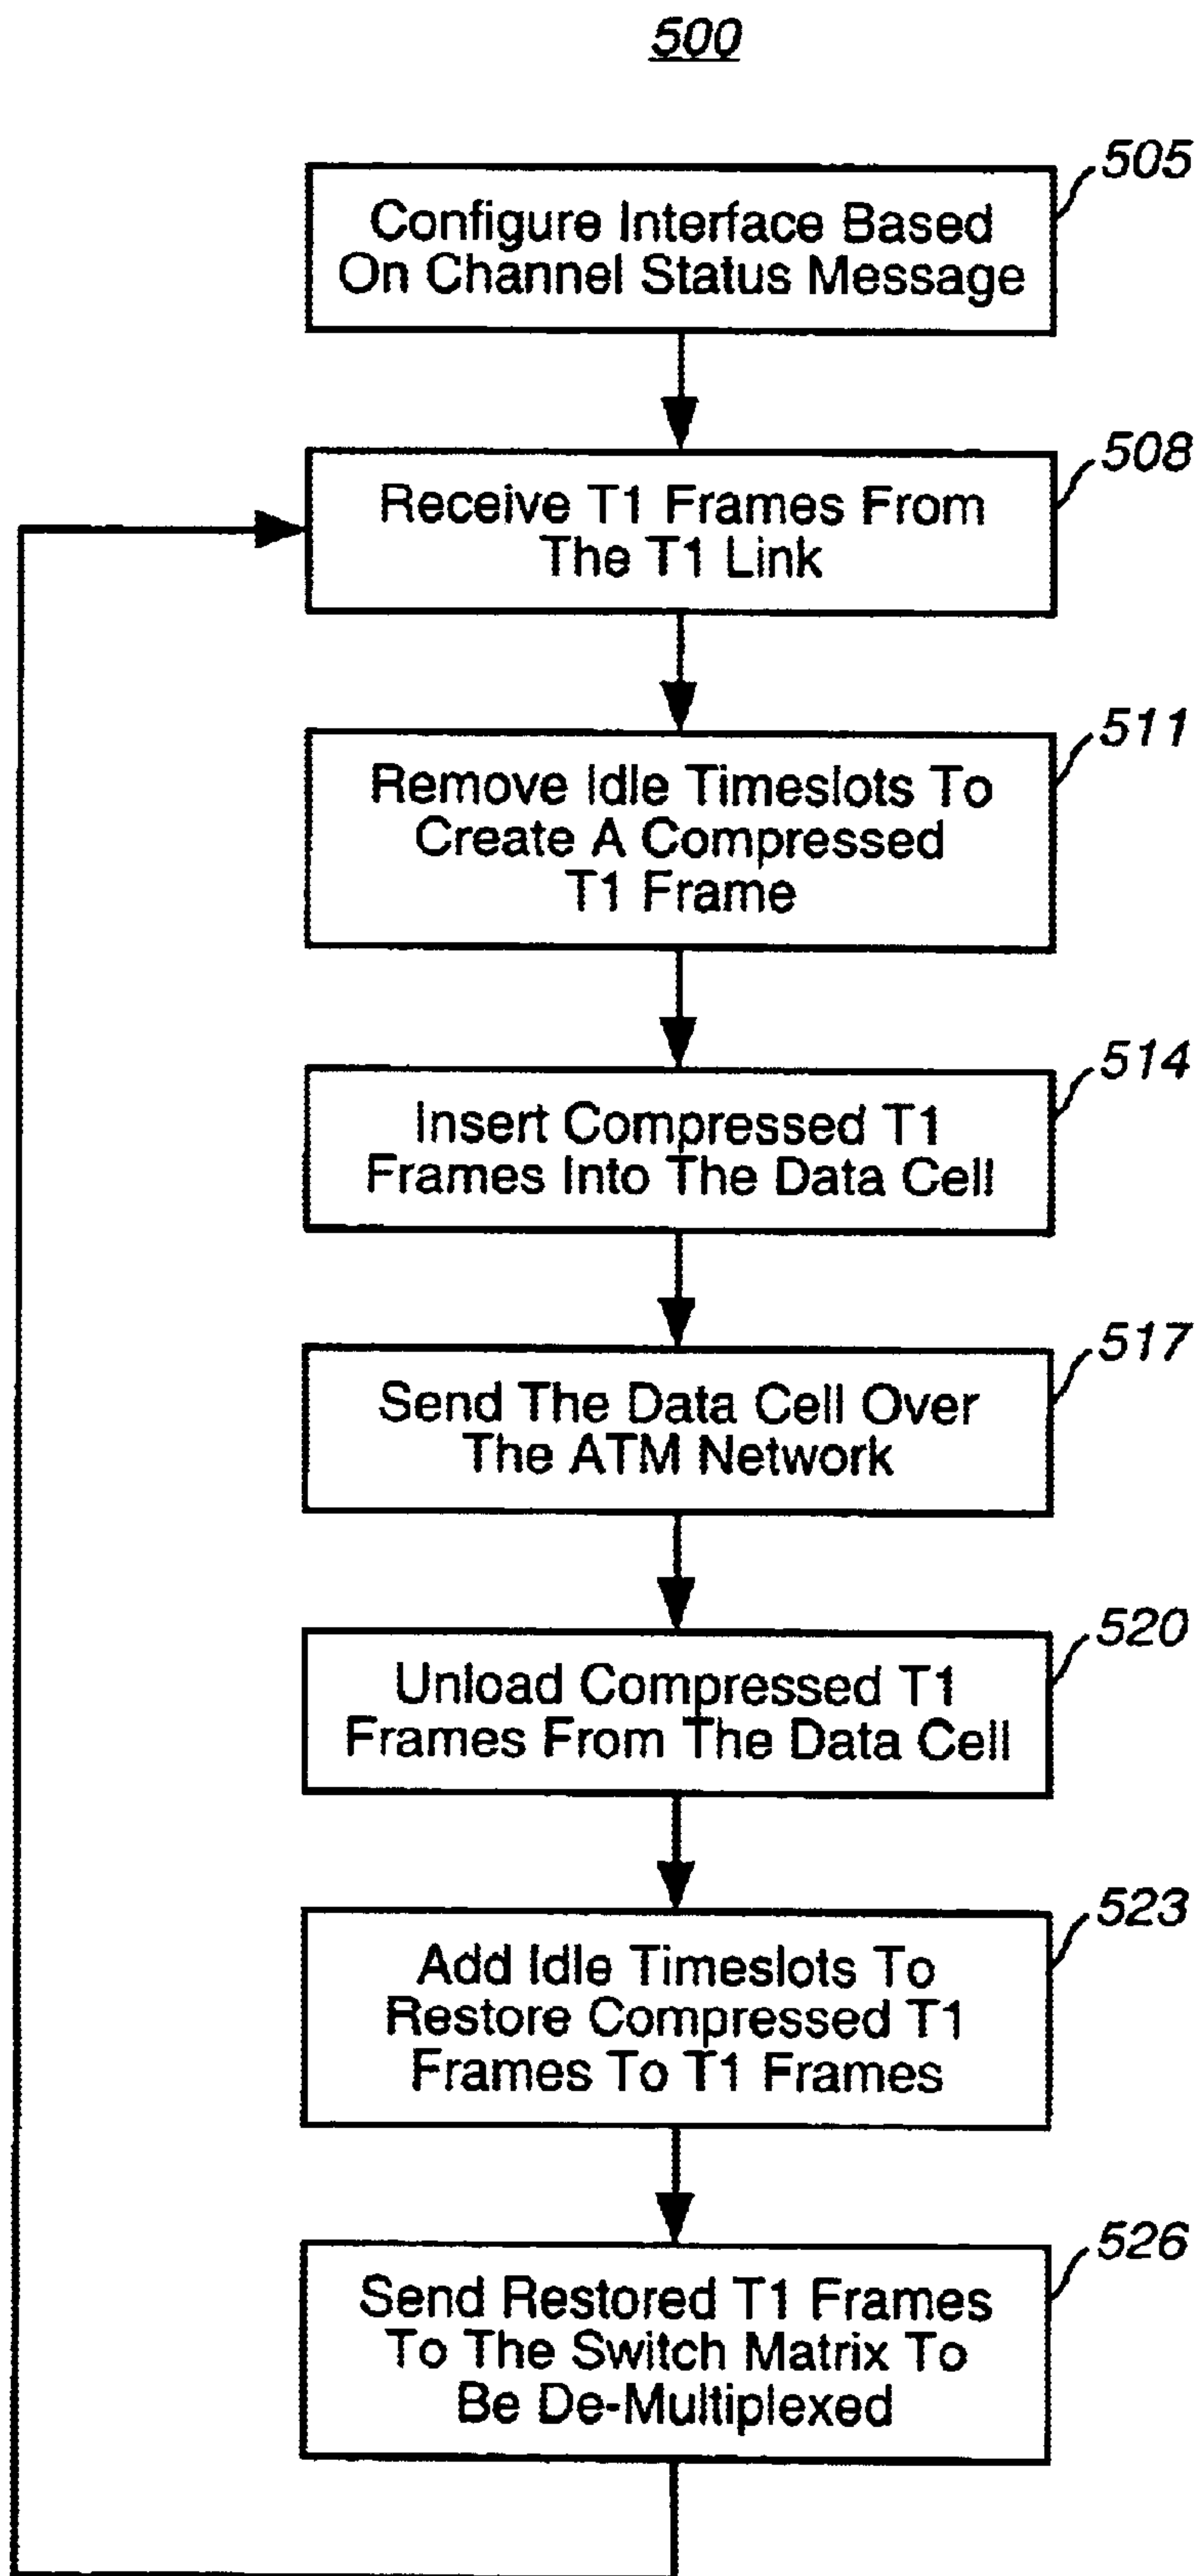 500
505
Configure Interface Based
On Channel Status Message
508
Receive T1 Frames From
The T1 Link
511
Remove Idle Timeslots To
Create A Compressed
T1 Frame
514
Insert Compressed T1
Frames Into The Data Cell
517
Send The Data Cell Over
The ATM Network
520
Unload Compressed T1
Frames From The Data Cell
523
Add Idle Timeslots To
Restore Compressed T1
Frames To T1 Frames
526
Send Restored T1 Frames
To The Switch Matrix To
Be De-Multiplexed